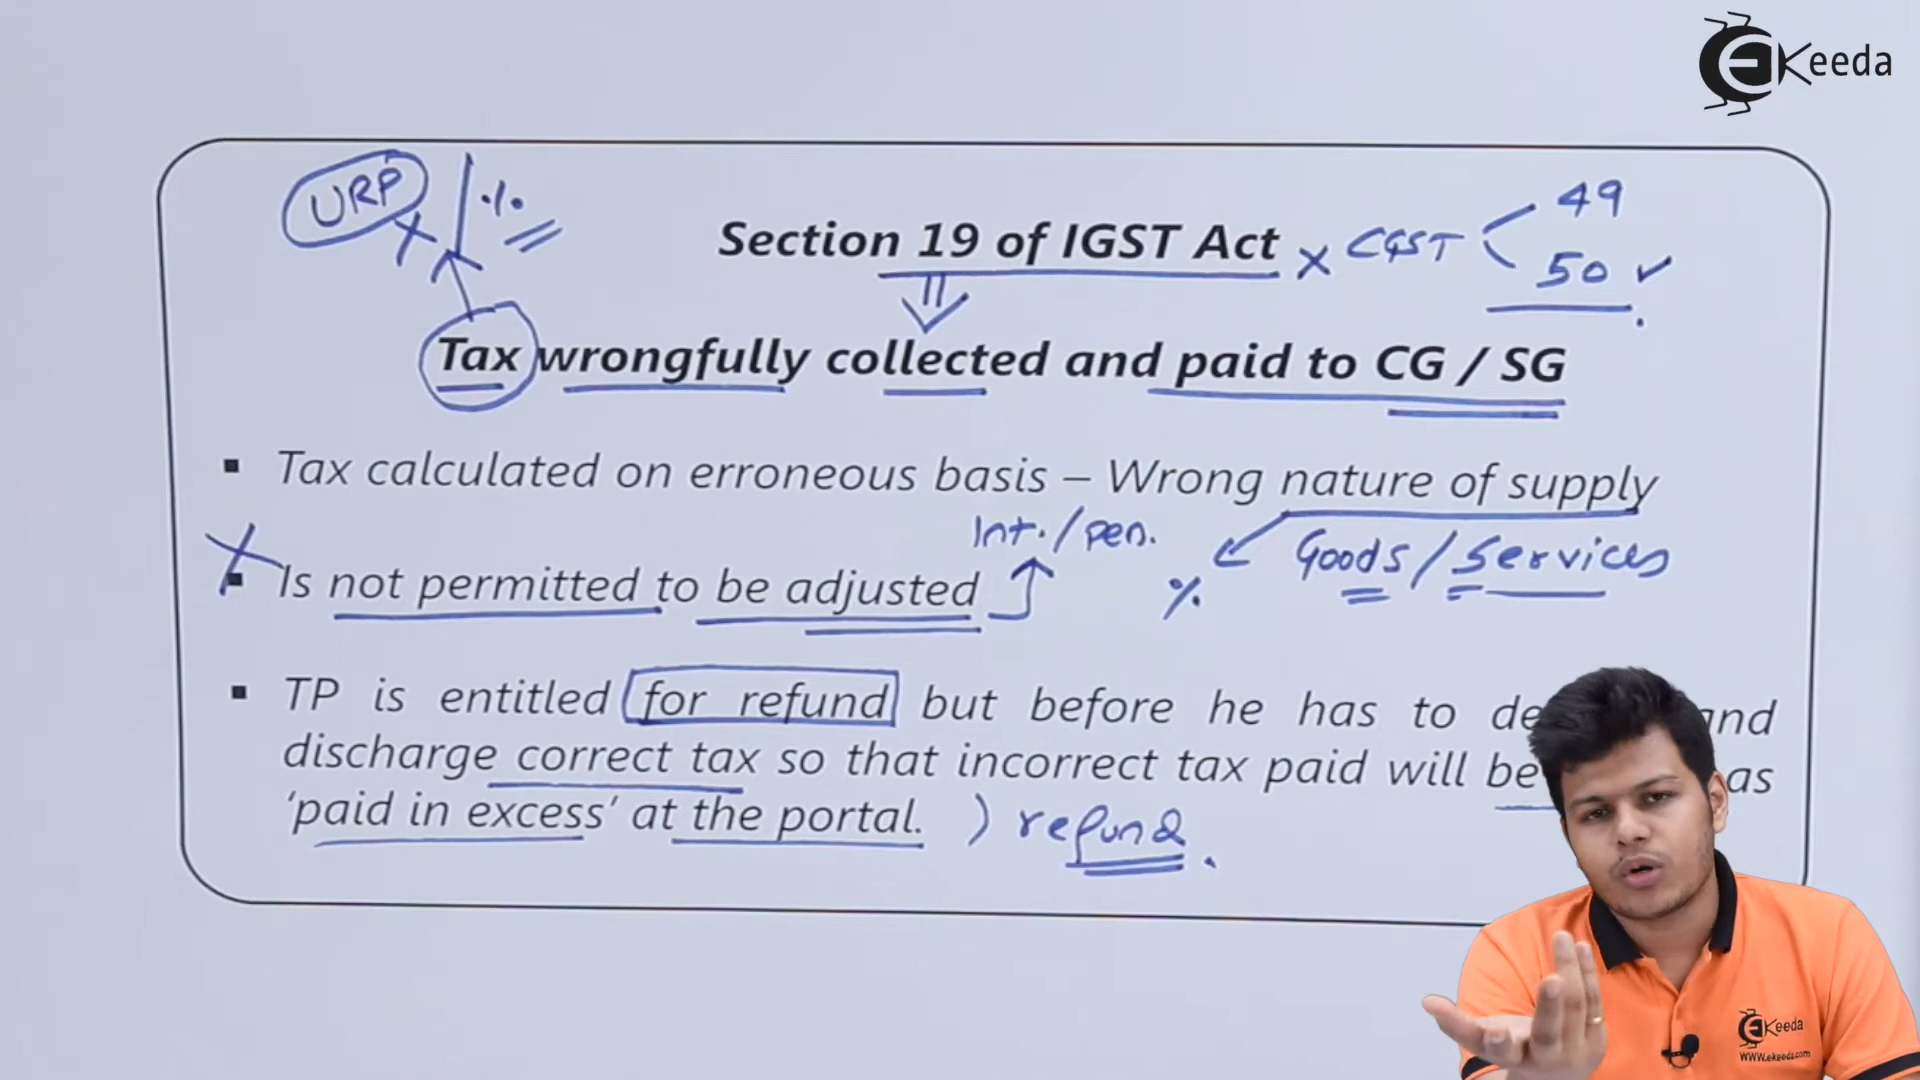 EKeeda
URP
%
Section 19 of IGST Act x CGST 49
50 ✓
Tax wrongfully collected and paid to CG / SG
▪ Tax calculated on erroneous basis – Wrong nature of supply
Int./pen.
Goods/Services
▪ Is not permitted to be adjusted
%
▪ TP is entitled for refund but before he has to
discharge correct tax so that incorrect tax paid will be as
‘paid in excess’ at the portal. ) refund.
EKeeda
www.ekeeda.com